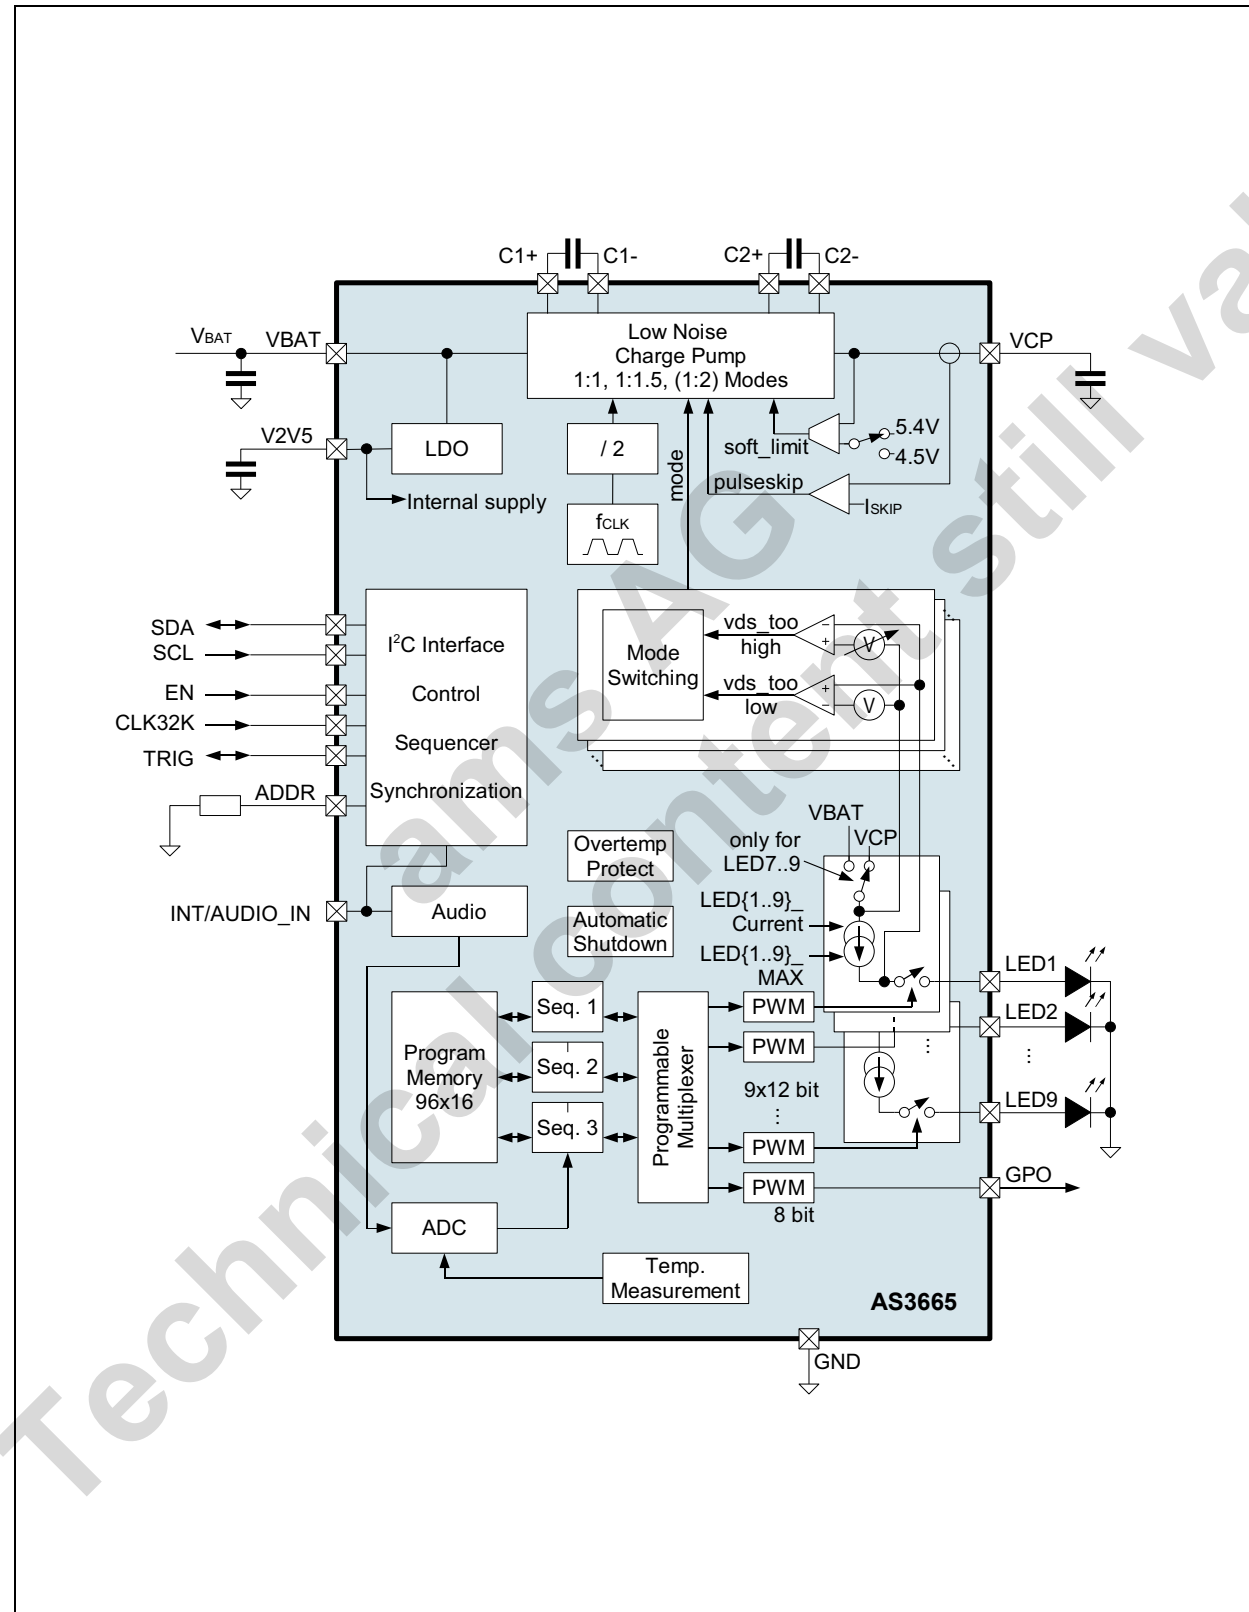 C1+
C1-
C2+
C2-
VBAT
VBAT
Low Noise
Charge Pump
1:1, 1:1.5, (1:2) Modes
VCP
V2V5
LDO
/ 2
soft_limit
5.4V
4.5V
mode
pulseskip
Internal supply
fCLK
ISKIP
SDA
SCL
EN
CLK32K
TRIG
ADDR
I²C Interface
Control
Sequencer
Synchronization
Mode
Switching
vds_too
high
vds_too
low
+
+
V
V
VBAT
VCP
only for
LED7..9
Overtemp
Protect
INT/AUDIO_IN
Audio
Automatic
Shutdown
LED{1..9}_
Current
LED{1..9}_
MAX
LED1
LED2
LED9
GPO
Program
Memory
96x16
Seq. 1
Seq. 2
Seq. 3
Programmable
Multiplexer
PWM
PWM
9x12 bit
PWM
PWM
8 bit
ADC
Temp.
Measurement
AS3665
GND
ams AG
Technical content still val